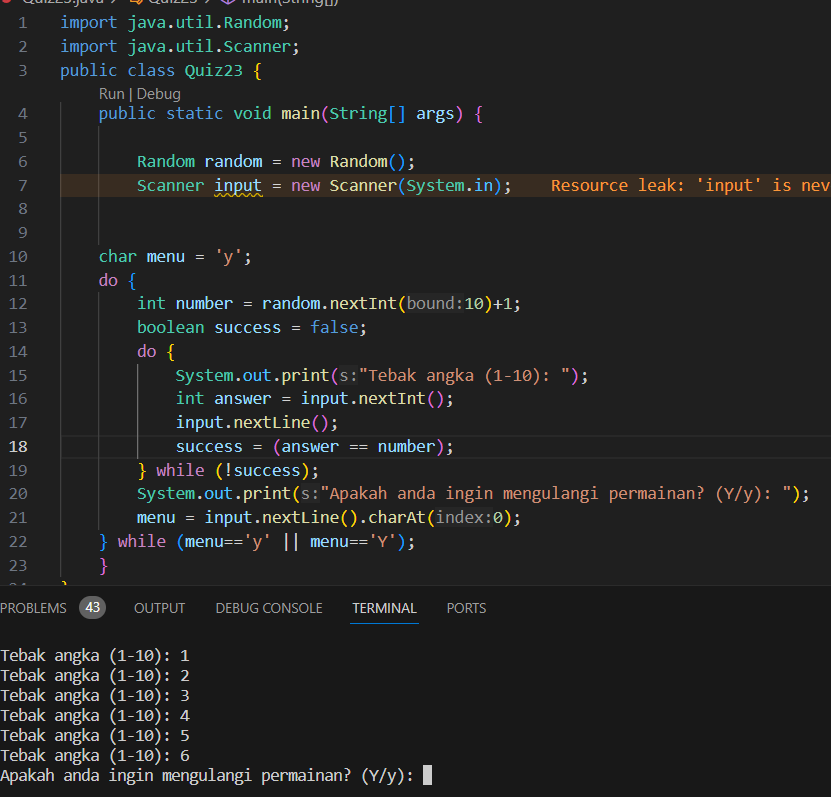 Quiz23.java > Quiz23 > main(String[])
1 import java.util.Random;
2 import java.util.Scanner;
3 public class Quiz23 {
Run | Debug
4 public static void main(String[] args) {
5
6 Random random = new Random();
7 Scanner input = new Scanner(System.in); Resource leak: 'input' is nev
8
9
10 char menu = 'y';
11 do {
12 int number = random.nextInt(bound:10)+1;
13 boolean success = false;
14 do {
15 System.out.print(s:"Tebak angka (1-10): ");
16 int answer = input.nextInt();
17 input.nextLine();
18 success = (answer == number);
19 } while (!success);
20 System.out.print(s:"Apakah anda ingin mengulangi permainan? (Y/y): ");
21 menu = input.nextLine().charAt(index:0);
22 } while (menu=='y' || menu=='Y');
23 }
}
PROBLEMS 43 OUTPUT DEBUG CONSOLE TERMINAL PORTS
Tebak angka (1-10): 1
Tebak angka (1-10): 2
Tebak angka (1-10): 3
Tebak angka (1-10): 4
Tebak angka (1-10): 5
Tebak angka (1-10): 6
Apakah anda ingin mengulangi permainan? (Y/y):